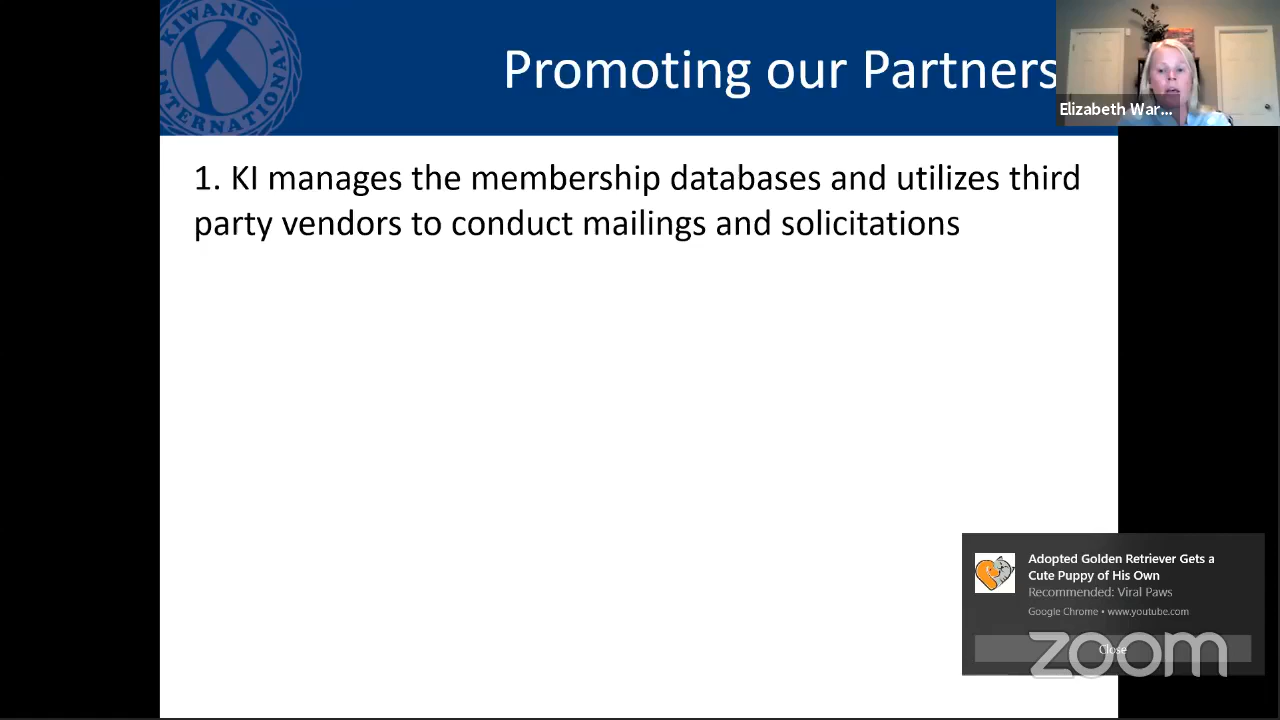 KIWANIS
INTERNATIONAL
K
Promoting our Partners
Elizabeth War...
1. KI manages the membership databases and utilizes third
party vendors to conduct mailings and solicitations
Adopted Golden Retriever Gets a
Cute Puppy of His Own
Recommended: Viral Paws
Google Chrome • www.youtube.com
Close
zoom